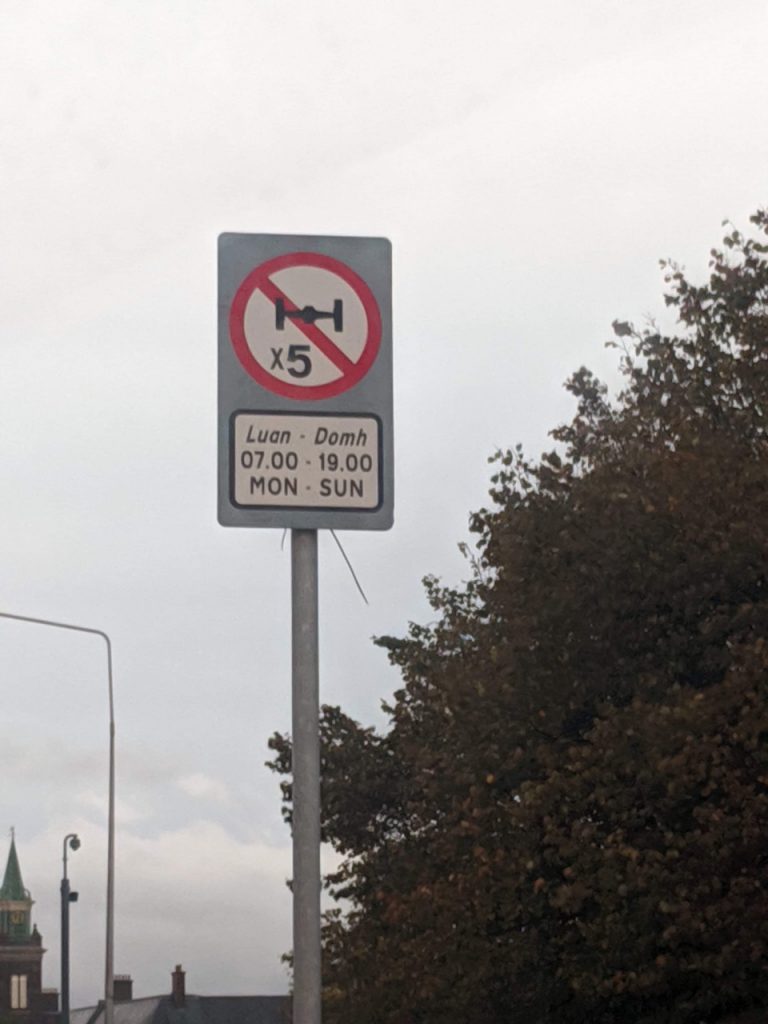 x5
Luan - Domh
07.00 - 19.00
MON - SUN